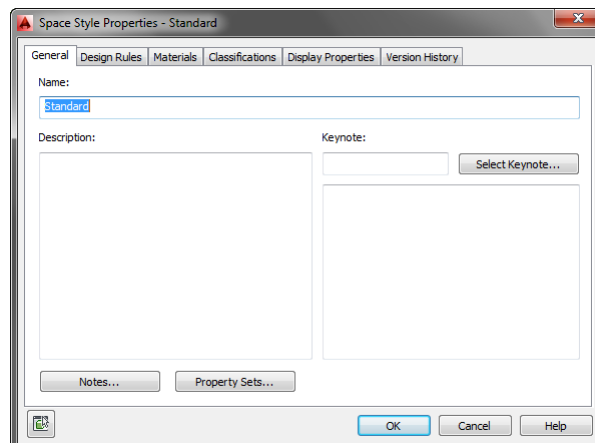 Space Style Properties - Standard
General Design Rules Materials Classifications Display Properties Version History
Name:
Standard
Description:
Keynote:
Select Keynote...
Notes... Property Sets...
OK Cancel Help